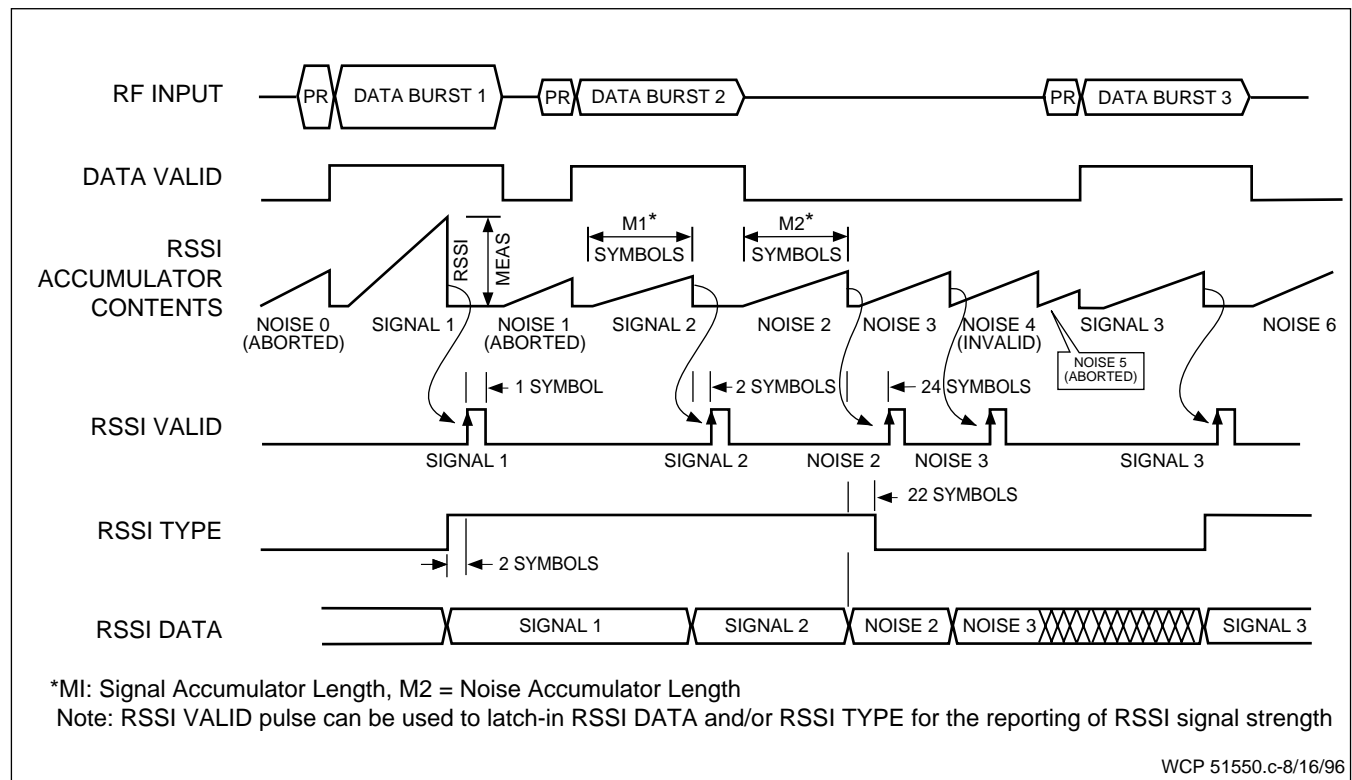 RF INPUT
PR
DATA BURST 1
PR
DATA BURST 2
PR
DATA BURST 3
DATA VALID
RSSI
ACCUMULATOR
CONTENTS
RSSI
MEAS
M1*
SYMBOLS
M2*
SYMBOLS
NOISE 0
(ABORTED)
SIGNAL 1
NOISE 1
(ABORTED)
SIGNAL 2
NOISE 2
NOISE 3
NOISE 4
(INVALID)
NOISE 5
(ABORTED)
SIGNAL 3
NOISE 6
1 SYMBOL
2 SYMBOLS
24 SYMBOLS
RSSI VALID
SIGNAL 1
SIGNAL 2
NOISE 2
NOISE 3
SIGNAL 3
22 SYMBOLS
RSSI TYPE
2 SYMBOLS
RSSI DATA
SIGNAL 1
SIGNAL 2
NOISE 2
NOISE 3
SIGNAL 3
*MI: Signal Accumulator Length, M2 = Noise Accumulator Length
Note: RSSI VALID pulse can be used to latch-in RSSI DATA and/or RSSI TYPE for the reporting of RSSI signal strength
WCP 51550.c-8/16/96